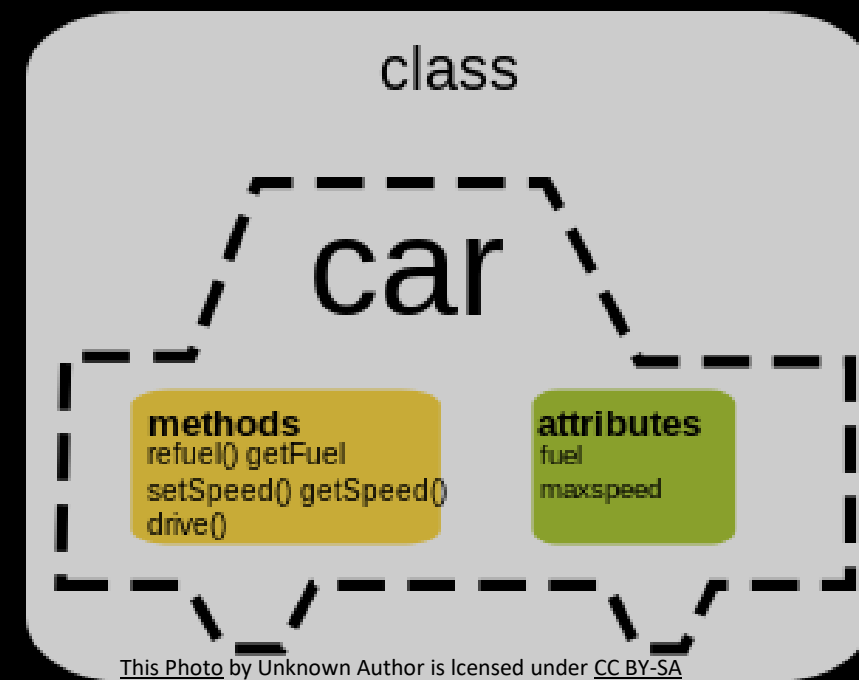 class
car
methods
refuel() getFuel
setSpeed() getSpeed()
drive()
attributes
fuel
maxspeed
This Photo by Unknown Author is lcensed under CC BY-SA